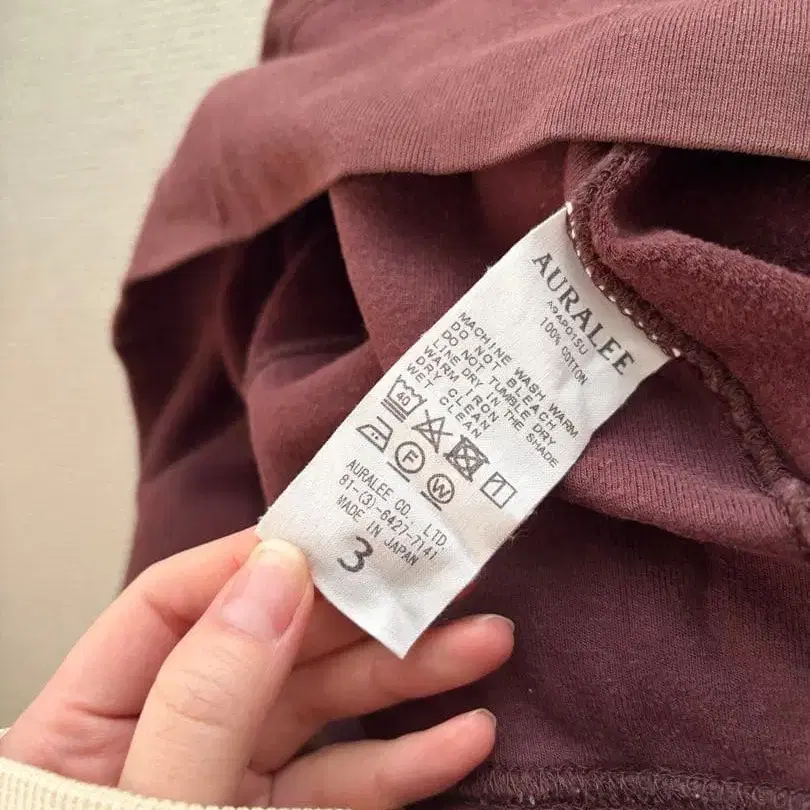 AURALEE
A9AP01SU
100% COTTON
MACHINE WASH WARM
DO NOT BLEACH
DO NOT TUMBLE DRY
LINE DRY IN THE SHADE
WARM IRON
DRY CLEAN
WET CLEAN
40
F
W
AURALEE CO., LTD
81-(3)-6427-7141
MADE IN JAPAN
3